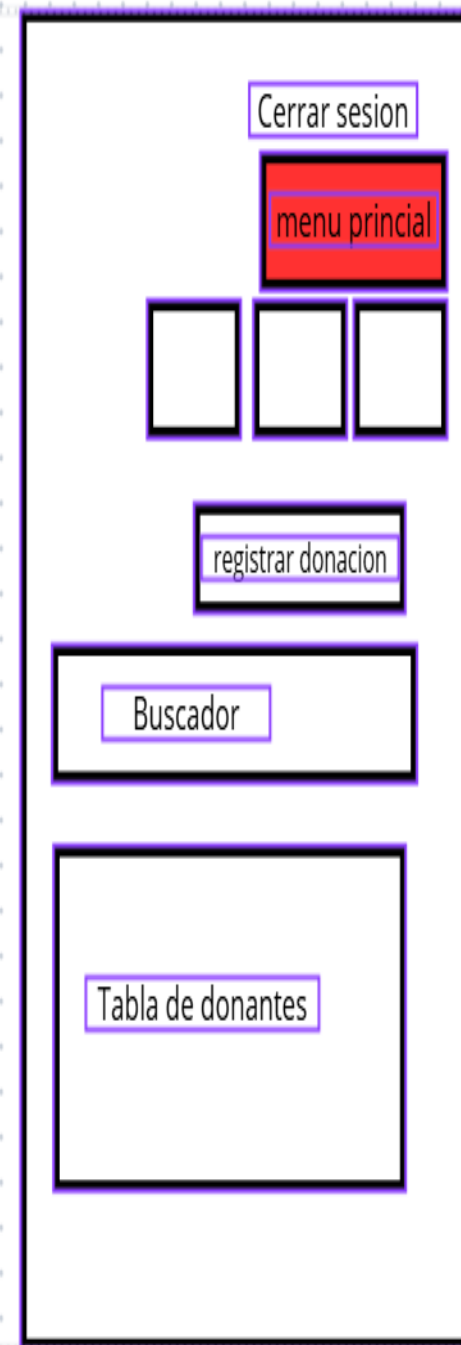 Cerrar sesion
menu princial
registrar donacion
Buscador
Tabla de donantes